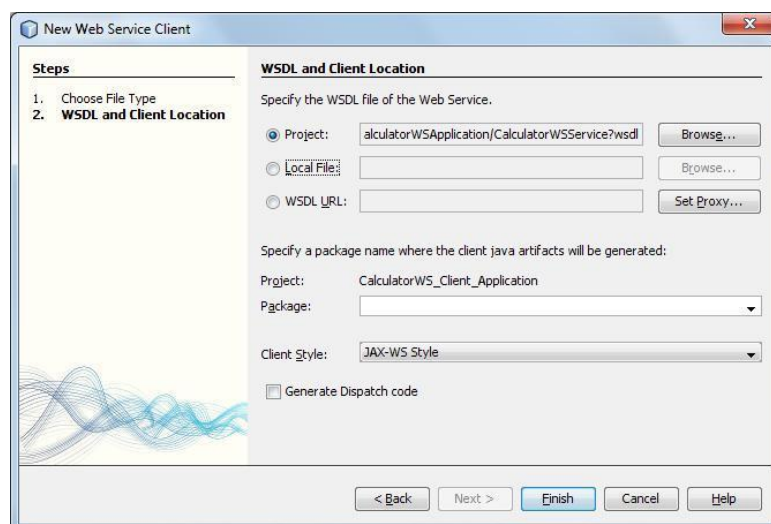 New Web Service Client
Steps
1. Choose File Type
2. WSDL and Client Location
WSDL and Client Location
Specify the WSDL file of the Web Service.
Project: alculatorWSApplication/CalculatorWSService?wsdl Browse...
Local File: Browse...
WSDL URL: Set Proxy...
Specify a package name where the client java artifacts will be generated:
Project: CalculatorWS_Client_Application
Package:
Client Style: JAX-WS Style
Generate Dispatch code
< Back Next > Finish Cancel Help